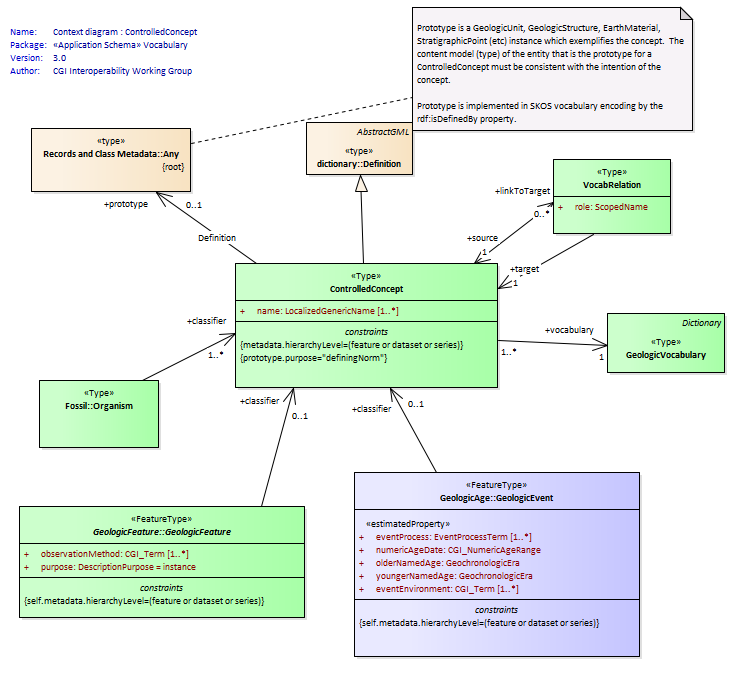 Name: Context diagram : ControlledConcept
Package: «Application Schema» Vocabulary
Version: 3.0
Author: CGI Interoperability Working Group
Prototype is a GeologicUnit, GeologicStructure, EarthMaterial,
StratigraphicPoint (etc) instance which exemplifies the concept. The
content model (type) of the entity that is the prototype for a
ControlledConcept must be consistent with the intention of the
concept.
Prototype is implemented in SKOS vocabulary encoding by the
rdf:isDefinedBy property.
«type»
Records and Class Metadata::Any
{root}
AbstractGML
«type»
dictionary::Definition
«Type»
VocabRelation
+ role: ScopedName
+prototype
0..1
Definition
+linkToTarget
0..*
+source
1
+target
1
«Type»
ControlledConcept
+ name: LocalizedGenericName [1..*]
constraints
{metadata.hierarchyLevel=(feature or dataset or series)}
{prototype.purpose="definingNorm"}
+classifier
1..*
+vocabulary
1..*
1
Dictionary
«Type»
GeologicVocabulary
«Type»
Fossil::Organism
+classifier
0..1
+classifier
0..1
«FeatureType»
GeologicFeature::GeologicFeature
+ observationMethod: CGI_Term [1..*]
+ purpose: DescriptionPurpose = instance
constraints
{self.metadata.hierarchyLevel=(feature or dataset or series)}
«FeatureType»
GeologicAge::GeologicEvent
«estimatedProperty»
+ eventProcess: EventProcessTerm [1..*]
+ numericAgeDate: CGI_NumericAgeRange
+ olderNamedAge: GeochronologicEra
+ youngerNamedAge: GeochronologicEra
+ eventEnvironment: CGI_Term [1..*]
constraints
{self.metadata.hierarchyLevel=(feature or dataset or series)}